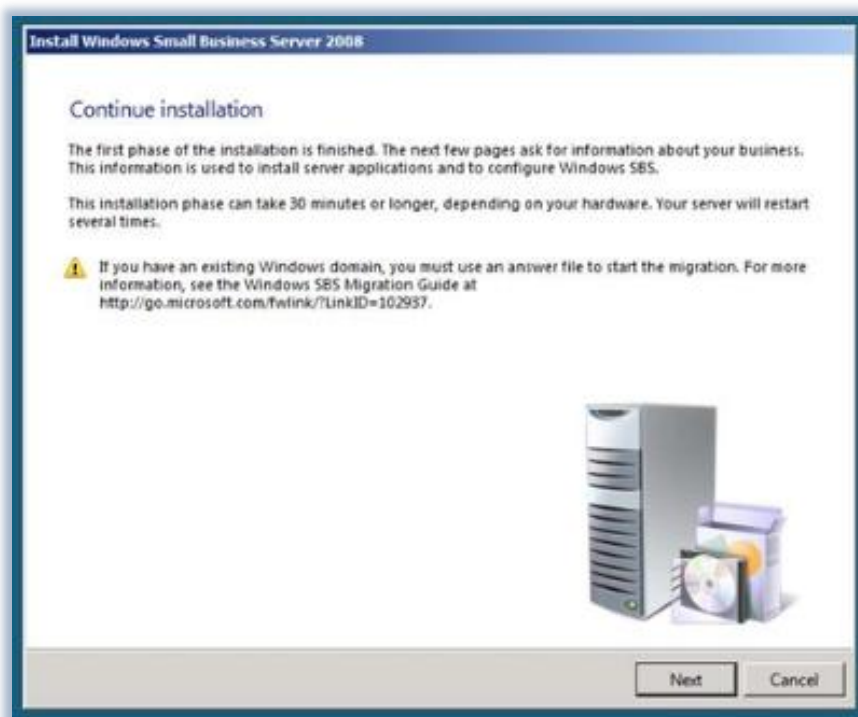 Install Windows Small Business Server 2008
Continue installation
The first phase of the installation is finished. The next few pages ask for information about your business.
This information is used to install server applications and to configure Windows SBS.
This installation phase can take 30 minutes or longer, depending on your hardware. Your server will restart
several times.
If you have an existing Windows domain, you must use an answer file to start the migration. For more
information, see the Windows SBS Migration Guide at
http://go.microsoft.com/fwlink/?LinkID=102937.
Next
Cancel